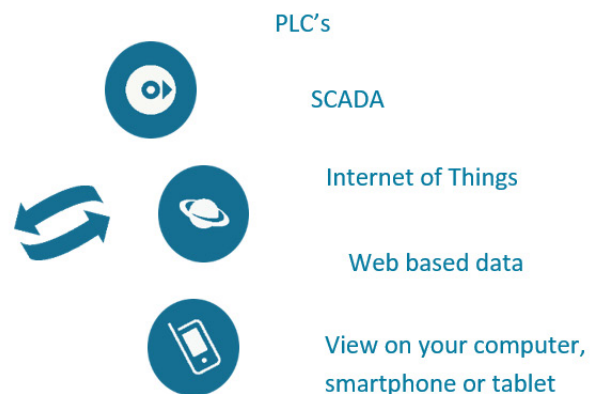 PLC's
SCADA
Internet of Things
Web based data
View on your computer,
smartphone or tablet